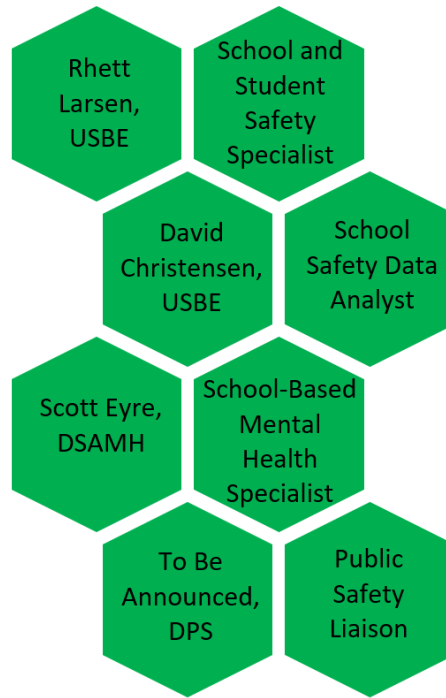 Rhett
Larsen,
USBE
School and
Student
Safety
Specialist
David
Christensen,
USBE
School
Safety Data
Analyst
Scott Eyre,
DSAMH
School-Based
Mental
Health
Specialist
To Be
Announced,
DPS
Public
Safety
Liaison